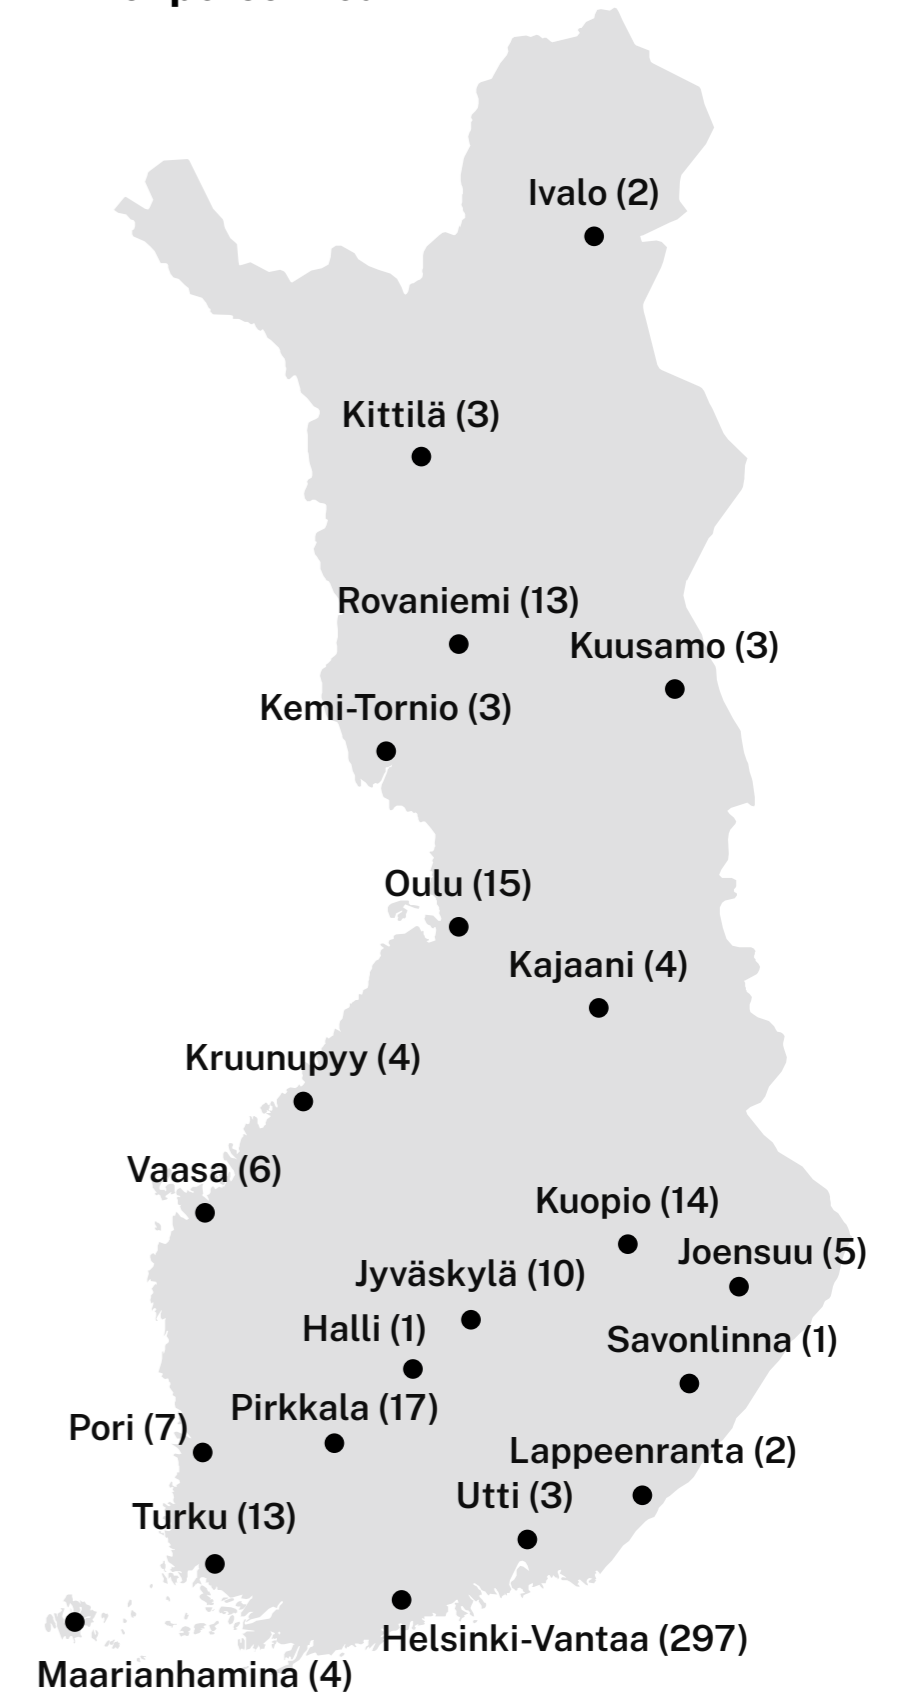 Ivalo (2)
Kittilä (3)
Rovaniemi (13)
Kuusamo (3)
Kemi-Tornio (3)
Oulu (15)
Kajaani (4)
Kruunupyy (4)
Vaasa (6)
Kuopio (14)
Joensuu (5)
Jyväskylä (10)
Halli (1)
Savonlinna (1)
Pirkkala (17)
Pori (7)
Lappeenranta (2)
Utti (3)
Turku (13)
Helsinki-Vantaa (297)
Maarianhamina (4)